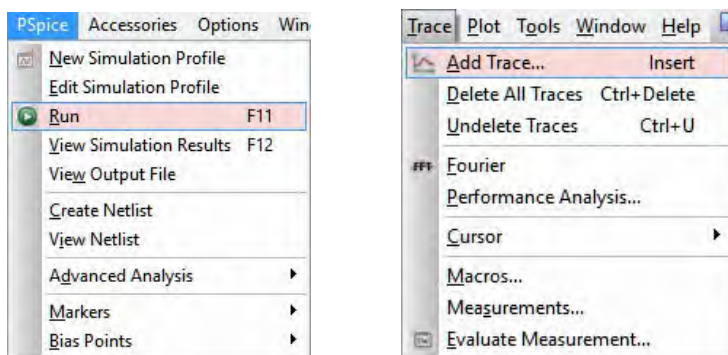 PSpice Accessories Options Win
New Simulation Profile
Edit Simulation Profile
Run F11
View Simulation Results F12
View Output File
Create Netlist
View Netlist
Advanced Analysis
Markers
Bias Points
Trace Plot Tools Window Help
Add Trace... Insert
Delete All Traces Ctrl+Delete
Undelete Traces Ctrl+U
FFT Fourier
Performance Analysis...
Cursor
Macros...
Measurements...
Evaluate Measurement...